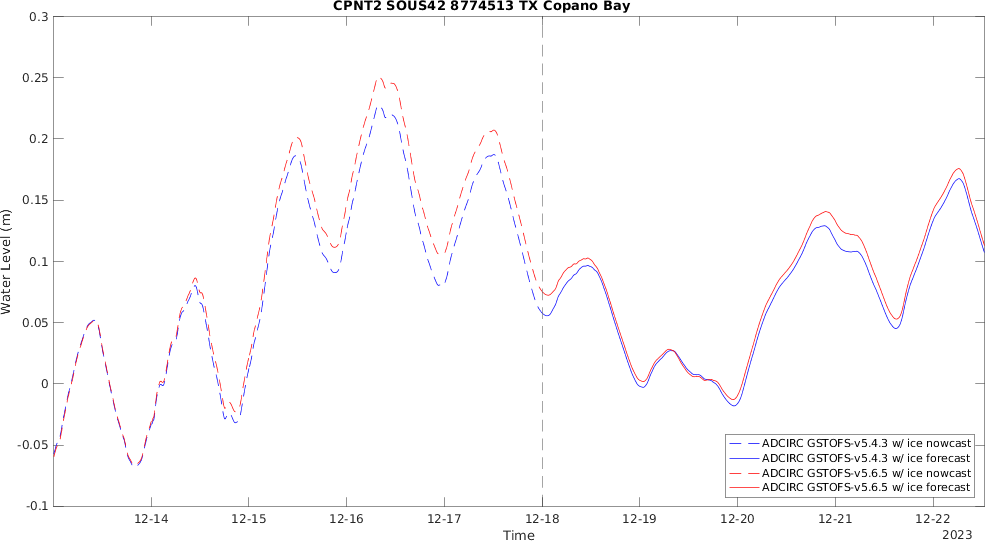 CPNT2 SOUS42 8774513 TX Copano Bay
Water Level (m)
0.3
0.25
0.2
0.15
0.1
0.05
0
-0.05
-0.1
12-14
12-15
12-16
12-17
12-18
12-19
12-20
12-21
12-22
Time
2023
ADCIRC GSTOFS-v5.4.3 w/ ice nowcast
ADCIRC GSTOFS-v5.4.3 w/ ice forecast
ADCIRC GSTOFS-v5.6.5 w/ ice nowcast
ADCIRC GSTOFS-v5.6.5 w/ ice forecast